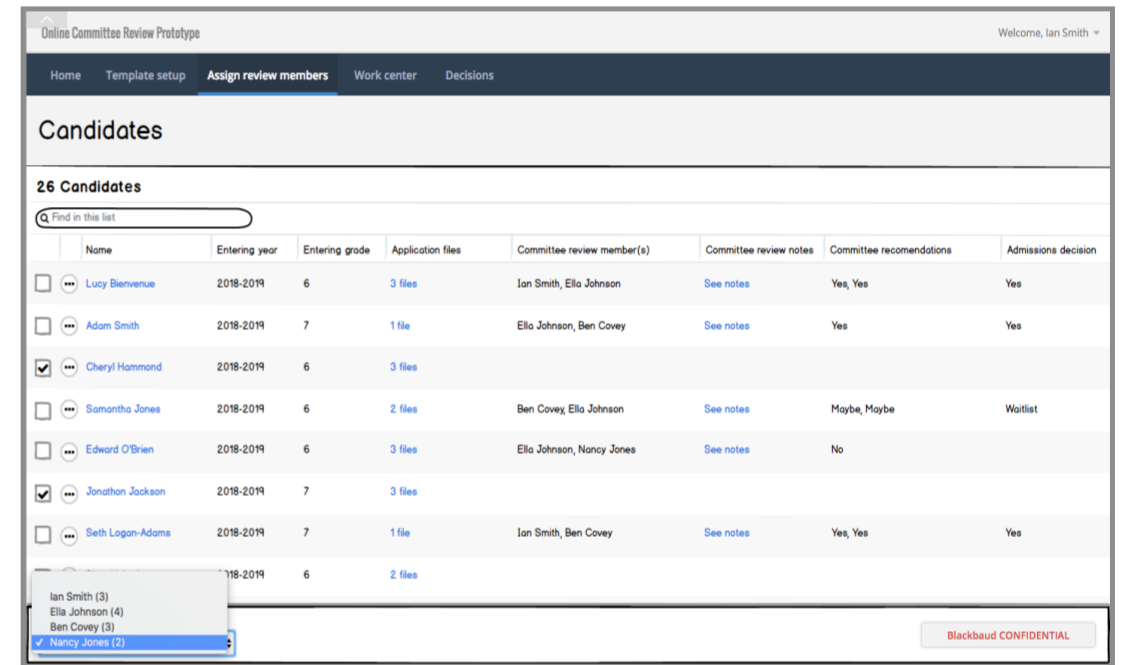 Online Committee Review Prototype
Welcome, Ian Smith
Home Template setup Assign review members Work center Decisions
Candidates
26 Candidates
Find in this list
Name Entering year Entering grade Application files Committee review member(s) Committee review notes Committee recomendations Admissions decision
Lucy Bienvenue 2018-2019 6 3 files Ian Smith, Ella Johnson See notes Yes, Yes Yes
Adam Smith 2018-2019 7 1 file Ella Johnson, Ben Covey See notes Yes Yes
Cheryl Hammond 2018-2019 6 3 files
Samantha Jones 2018-2019 6 2 files Ben Covey, Ella Johnson See notes Maybe, Maybe Waitlist
Edward O'Brien 2018-2019 6 3 files Ella Johnson, Nancy Jones See notes No
Jonathon Jackson 2018-2019 7 3 files
Seth Logan-Adams 2018-2019 7 1 file Ian Smith, Ben Covey See notes Yes, Yes Yes
18-2019 6 2 files
Ian Smith (3)
Ella Johnson (4)
Ben Covey (3)
Nancy Jones (2)
Blackbaud CONFIDENTIAL